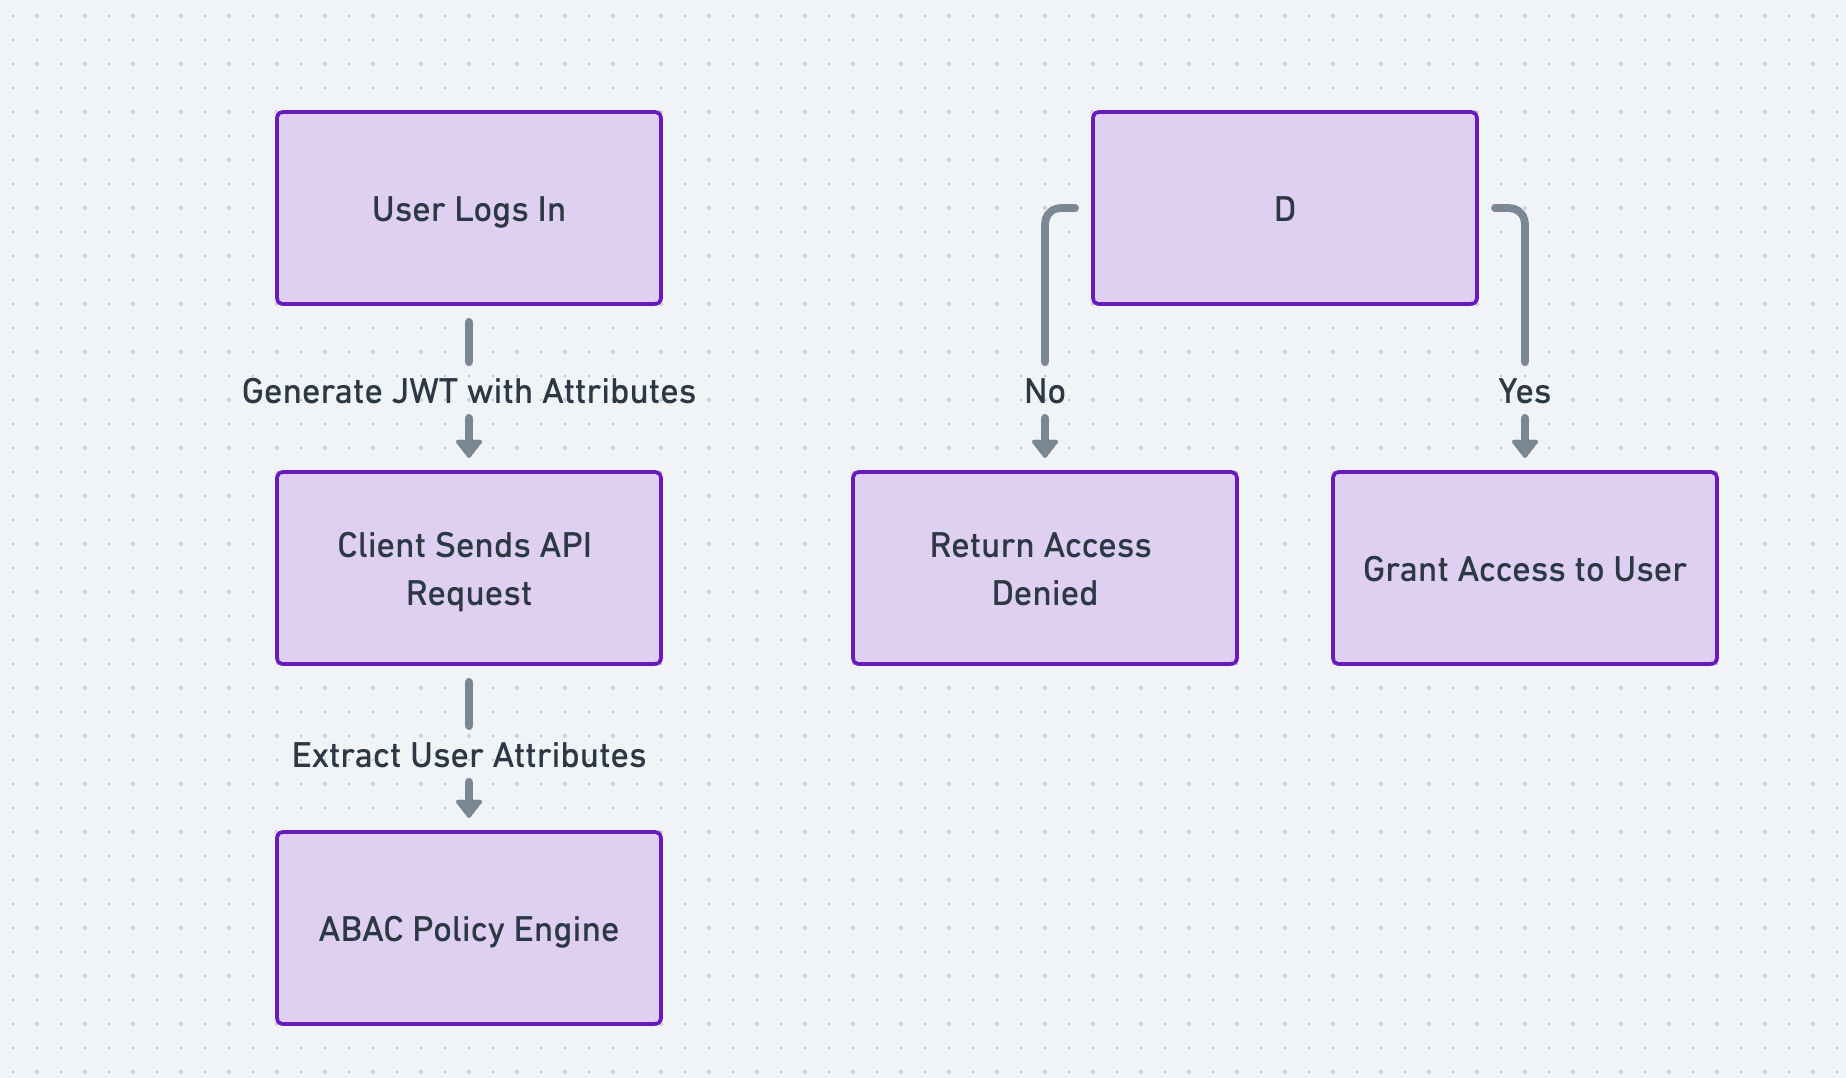 User Logs In
D
Generate JWT with Attributes
No
Yes
Client Sends API
Request
Return Access
Denied
Grant Access to User
Extract User Attributes
ABAC Policy Engine